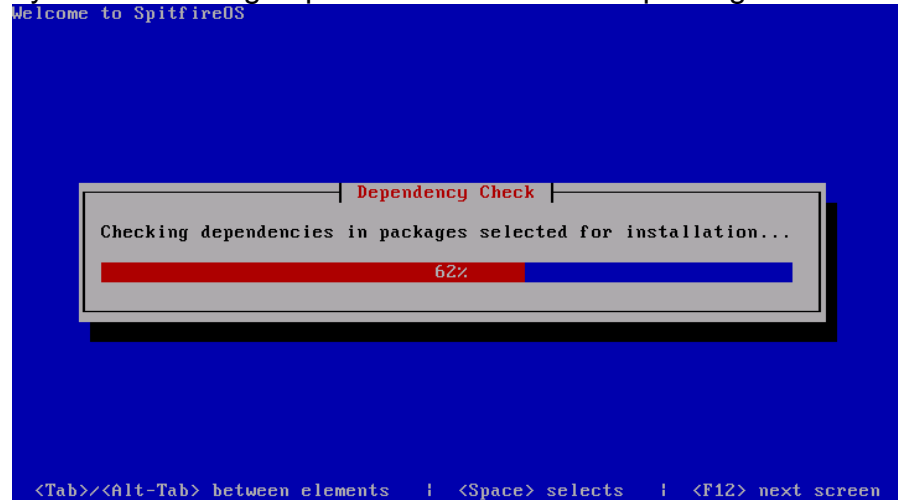 Welcome to SpitfireOS
Dependency Check
Checking dependencies in packages selected for installation...
62%
<Tab>/<Alt-Tab> between elements | <Space> selects | <F12> next screen